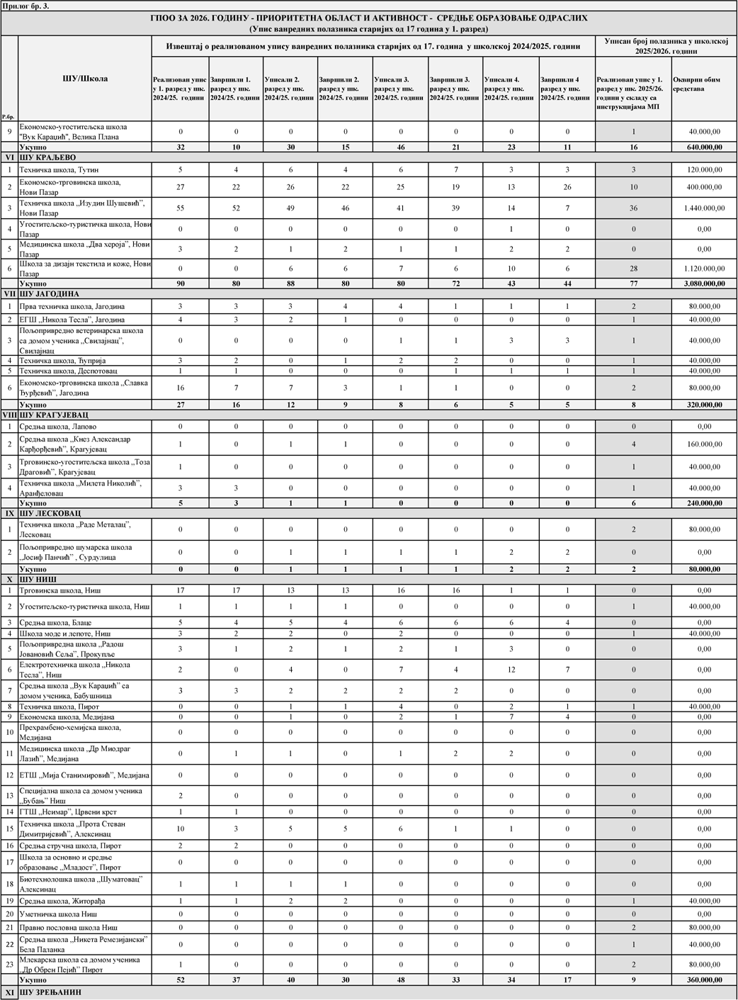 Прилог бр. 3.
ГПОО ЗА 2026. ГОДИНУ - ПРИОРИТЕТНА ОБЛАСТ И АКТИВНОСТ - СРЕДЊЕ ОБРАЗОВАЊЕ ОДРАСЛИХ
(Упис ванредних полазника старијих од 17 година у 1. разред)
Р.бр. ШУ/Школа Извештај о реализованом упису ванредних полазника старијих од 17. година у школској 2024/2025. години
Уписан број полазника у школској
2025/2026. години
Реализован упис
у 1. разред у шк.
2024/25. години
Завршили 1.
разред у шк.
2024/25. години
Уписали 2.
разред у шк.
2024/25. години
Завршили 2.
разред у шк.
2024/25. години
Уписали 3.
разред у шк.
2024/25. години
Завршили 3.
разред у шк.
2024/25. години
Уписали 4.
разред у шк.
2024/25. години
Завршили 4
разред у шк.
2024/25. години
Реализован упис у 1.
разред у шк. 2025/26.
години у складу са
инструкцијама МП
Оквирни обим
средстава
9 Економско-угоститељска школа
"Вук Караџић", Велика Плана 0 0 0 0 0 0 0 0 1 40.000,00
Укупно 32 10 30 15 46 21 23 11 16 640.000,00
VI ШУ КРАЉЕВО
1 Техничка школа, Тутин 5 4 6 4 6 7 3 3 3 120.000,00
2 Економско-трговинска школа,
Нови Пазар 27 22 26 22 25 19 13 26 10 400.000,00
3 Техничка школа „Изудин Шушевић”,
Нови Пазар 55 52 49 46 41 39 14 7 36 1.440.000,00
4 Угоститељско-туристичка школа, Нови
Пазар 0 0 0 0 0 0 1 0 0 0,00
5 Медицинска школа „Два хероја”, Нови
Пазар 3 2 1 2 1 1 2 2 0 0,00
6 Школа за дизајн текстила и коже, Нови
Пазар 0 0 6 6 7 6 10 6 28 1.120.000,00
Укупно 90 80 88 80 80 72 43 44 77 3.080.000,00
VII ШУ ЈАГОДИНА
1 Прва техничка школа, Јагодина 3 3 3 4 4 1 1 1 2 80.000,00
2 ЕГШ „Никола Тесла”, Јагодина 4 3 2 1 0 0 0 0 1 40.000,00
3 Пољопривредно ветеринарска школа
са домом ученика „Свилајнац”,
Свилајнац 0 0 0 0 1 1 3 3 1 40.000,00
4 Техничка школа, Ћуприја 3 2 0 1 2 2 0 0 1 40.000,00
5 Техничка школа, Деспотовац 1 1 0 0 0 1 1 1 1 40.000,00
6 Економско-трговинска школа „Славка
Ђурђевић”, Јагодина 16 7 7 3 1 1 0 0 2 80.000,00
Укупно 27 16 12 9 8 6 5 5 8 320.000,00
VIII ШУ КРАГУЈЕВАЦ
1 Средња школа, Лапово 0 0 0 0 0 0 0 0 0 0,00
2 Средња школа „Кнез Александар
Карђорђевић”, Крагујевац 1 0 1 1 0 0 0 0 4 160.000,00
3 Трговинско-угоститељска школа „Тоза
Драговић”, Крагујевац 1 0 0 0 0 0 0 0 1 40.000,00
4 Техничка школа „Милета Николић”,
Аранђеловац 3 3 0 0 0 0 0 0 1 40.000,00
Укупно 5 3 1 1 0 0 0 0 6 240.000,00
IX ШУ ЛЕСКОВАЦ
1 Техничка школа „Раде Металац”,
Лесковац 0 0 0 0 0 0 0 0 2 80.000,00
2 Пољопривредно шумарска школа
„Јосиф Панчић” , Сурдулица 0 0 1 1 1 1 2 2 0 0,00
Укупно 0 0 1 1 1 1 2 2 2 80.000,00
X ШУ НИШ
1 Трговинска школа, Ниш 17 17 13 13 16 16 1 1 0 0,00
2 Угоститељско-туристичка школа, Ниш 1 1 1 1 0 0 0 0 1 40.000,00
3 Средња школа, Блаце 5 4 5 4 6 6 6 4 0 0,00
4 Школа моде и лепоте, Ниш 3 2 2 0 2 0 0 0 1 40.000,00
5 Пољопривредна школа „Радош
Јовановић Сеља”, Прокупље 3 1 2 1 2 1 3 0 0 0,00
6 Електротехничка школа „Никола
Тесла”, Ниш 2 0 4 0 7 4 12 7 0 0,00
7 Средња школа „Вук Караџић” са
домом ученика, Бабушница 3 3 2 2 2 2 0 0 0 0,00
8 Техничка школа, Пирот 0 0 1 1 4 0 2 1 1 40.000,00
9 Економска школа, Медијана 0 0 1 0 2 1 7 4 0 0,00
10 Прехрамбено-хемијска школа,
Медијана 0 0 0 0 0 0 0 0 0 0,00
11 Медицинска школа „Др Миодраг
Лазић”, Медијана 0 1 1 0 1 2 2 0 0 0,00
12 ЕТШ „Мија Станимировић”, Медијана 0 0 0 0 0 0 0 0 0 0,00
13 Специјална школа са домом ученика
„Бубањ” Ниш 2 0 0 0 0 0 0 0 0 0,00
14 ГТШ „Неимар”, Црвени крст 1 1 0 0 0 0 0 0 0 0,00
15 Техничка школа „Прота Стеван
Димитријевић”, Алексинац 10 3 5 5 6 1 1 0 0 0,00
16 Средња стручна школа, Пирот 2 2 0 0 0 0 0 0 0 0,00
17 Школа за основно и средње
образовање „Младост”, Пирот 0 0 0 0 0 0 0 0 0 0,00
18 Биотехнолошка школа „Шуматовац”
Алексинац 1 1 1 1 0 0 0 0 0 0,00
19 Средња школа, Житорађа 1 1 2 2 0 0 0 0 1 40.000,00
20 Уметничка школа Ниш 0 0 0 0 0 0 0 0 0 0,00
21 Правно пословна школа Ниш 0 0 0 0 0 0 0 0 2 80.000,00
22 Средња школа „Никета Ремезијански”
Бела Паланка 0 0 0 0 0 0 0 0 1 40.000,00
23 Млекарска школа са домом ученика
„Др Обрен Пејић” Пирот 1 0 0 0 0 0 0 0 2 80.000,00
Укупно 52 37 40 30 48 33 34 17 9 360.000,00
XI ШУ ЗРЕЊАНИН